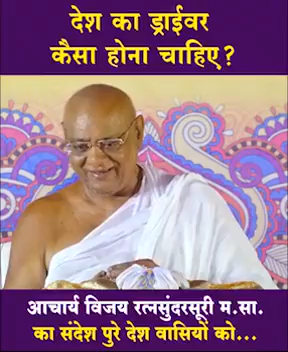 देश का ड्राईवर
कैसा होना चाहिए?
आचार्य विजय रत्नसुंदरसूरी म.सा.
का संदेश पुरे देश वासियों को...